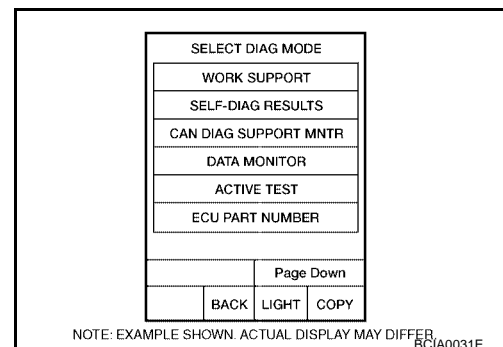 SELECT DIAG MODE
WORK SUPPORT
SELF-DIAG RESULTS
CAN DIAG SUPPORT MNTR
DATA MONITOR
ACTIVE TEST
ECU PART NUMBER
Page Down
BACK LIGHT COPY
NOTE: EXAMPLE SHOWN. ACTUAL DISPLAY MAY DIFFER.
BCIA0031E